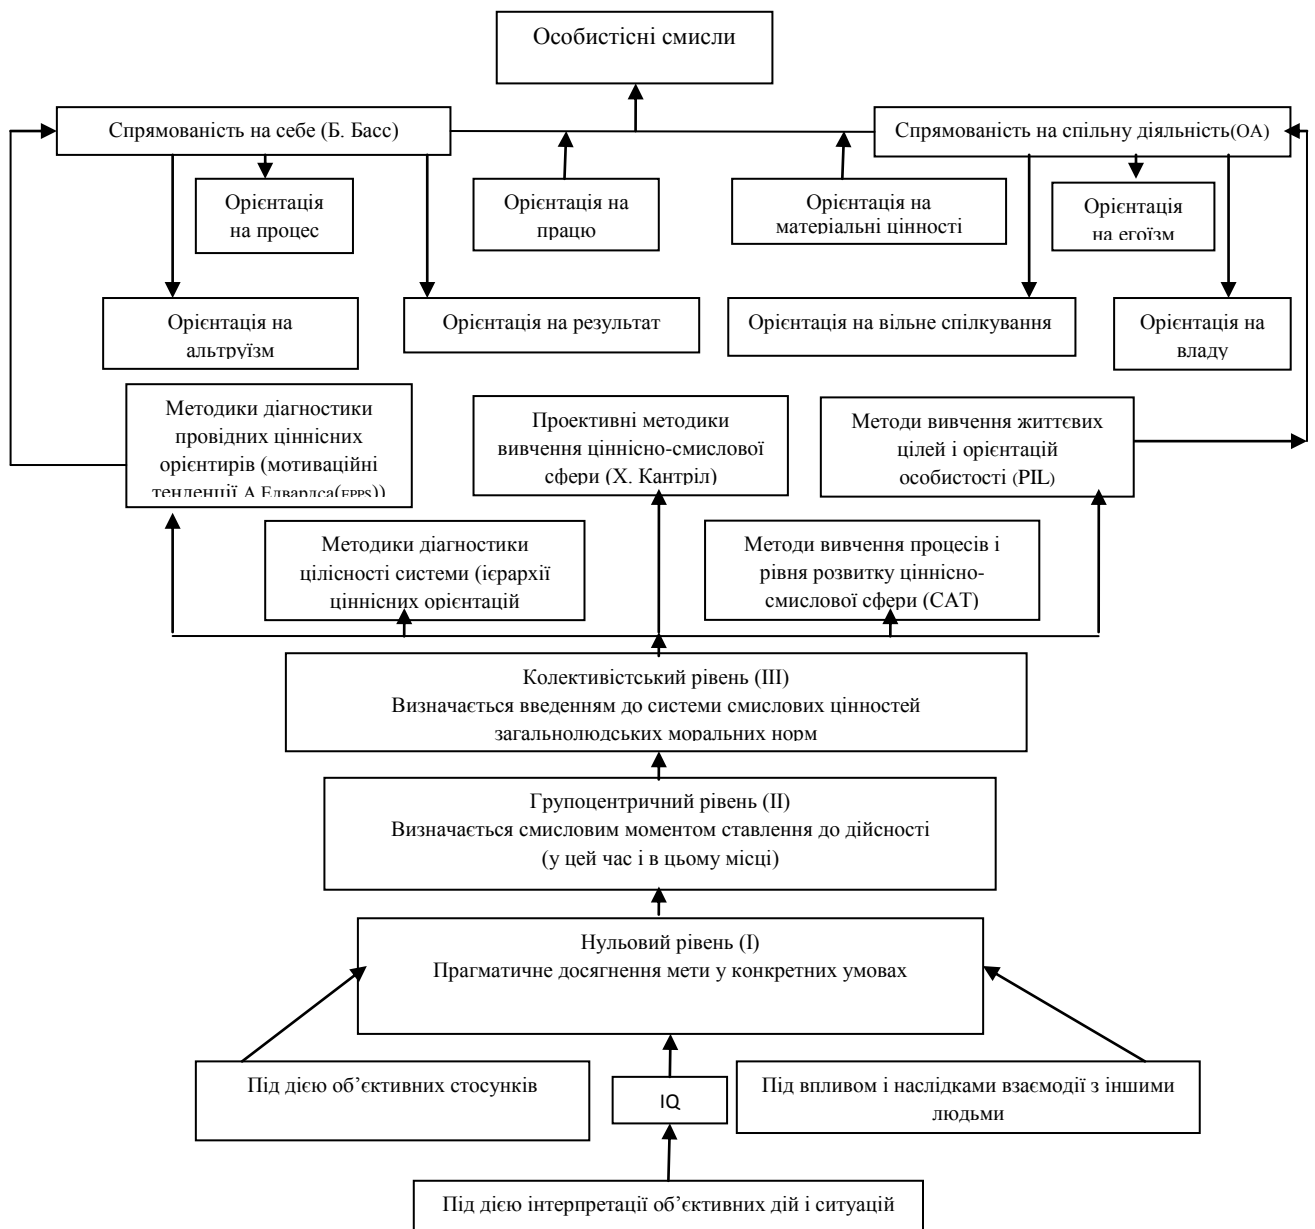 Особистісні смисли
Спрямованість на себе (Б. Басс)
Спрямованість на спільну діяльність(ОА)
Орієнтація
на процес
Орієнтація на
працю
Орієнтація на
матеріальні цінності
Орієнтація
на егоїзм
Орієнтація на
альтруїзм
Орієнтація на результат
Орієнтація на вільне спілкування
Орієнтація на
владу
Методики діагностики
провідних ціннісних
орієнтирів (мотиваційні
тенденції А Едвардса(EPPS))
Проективні методики
вивчення ціннісно-смислової
сфери (Х. Кантріл)
Методи вивчення життєвих
цілей і орієнтацій
особистості (PIL)
Методики діагностики
цілісності системи (ієрархії
ціннісних орієнтацій
Методи вивчення процесів і
рівня розвитку ціннісно-
смислової сфери (САТ)
Колективістський рівень (III)
Визначається введенням до системи смислових цінностей
загальнолюдських моральних норм
Групоцентричний рівень (II)
Визначається смисловим моментом ставлення до дійсності
(у цей час і в цьому місці)
Нульовий рівень (I)
Прагматичне досягнення мети у конкретних умовах
Під дією об’єктивних стосунків
IQ
Під впливом і наслідками взаємодії з іншими
людьми
Під дією інтерпретації об’єктивних дій і ситуацій